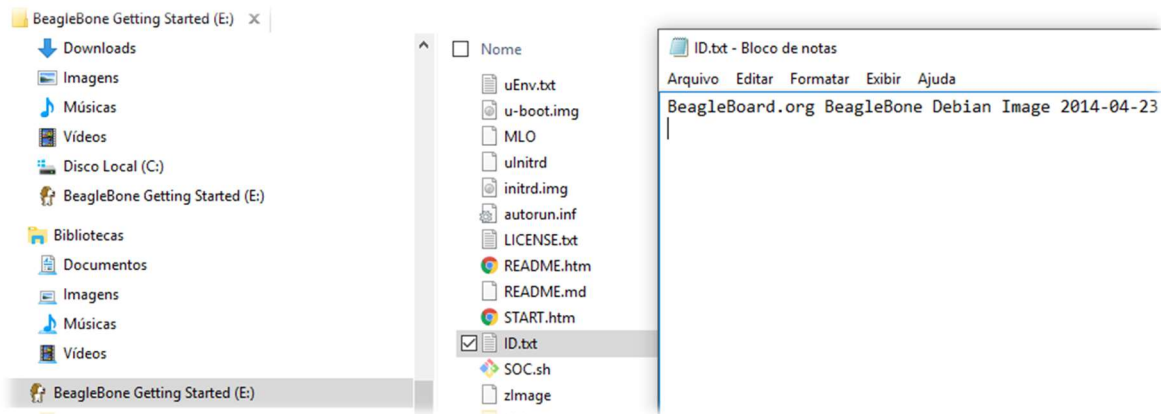 BeagleBone Getting Started (E:)
Downloads
Imagens
Músicas
Vídeos
Disco Local (C:)
BeagleBone Getting Started (E:)
Bibliotecas
Documentos
Imagens
Músicas
Vídeos
BeagleBone Getting Started (E:)
Nome
uEnv.txt
u-boot.img
MLO
uInitrd
initrd.img
autorun.inf
LICENSE.txt
README.htm
README.md
START.htm
ID.txt
SOC.sh
zImage
ID.txt - Bloco de notas
Arquivo Editar Formatar Exibir Ajuda
BeagleBoard.org BeagleBone Debian Image 2014-04-23